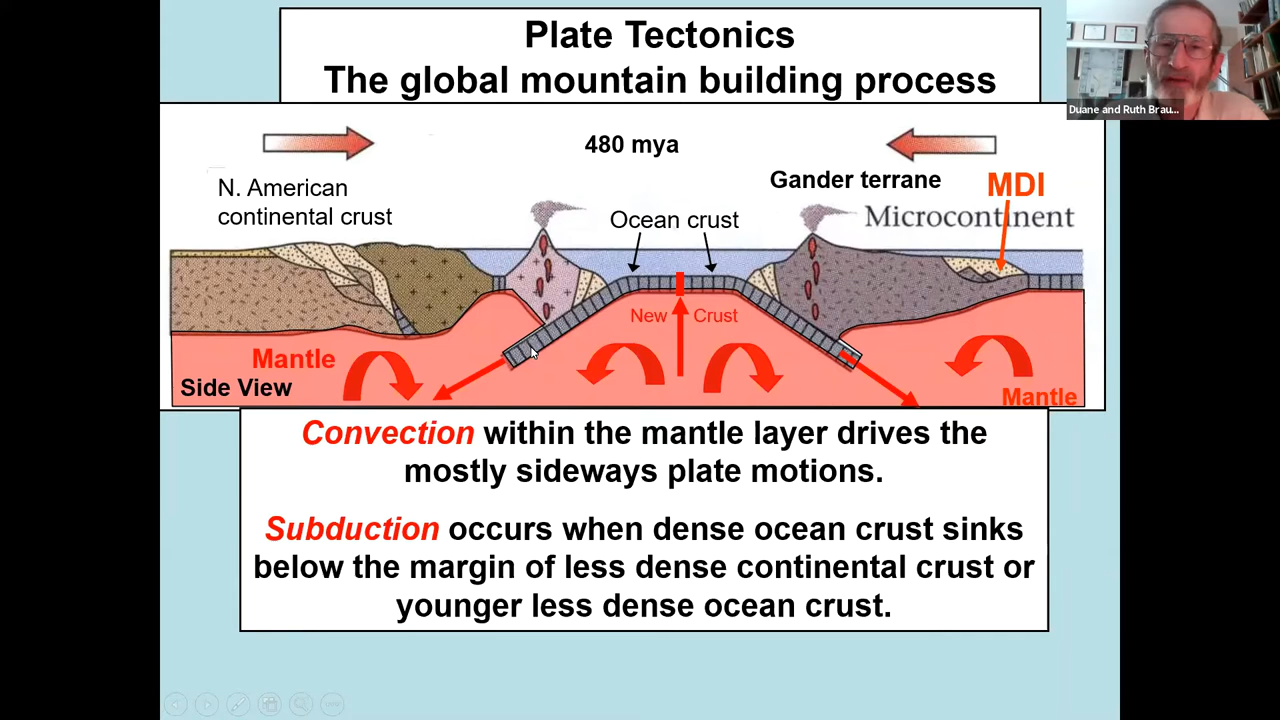 Plate Tectonics
The global mountain building process
Duane and Ruth Brau...
480 mya
Gander terrane
MDI
N. American
continental crust
Ocean crust
Microcontinent
New Crust
Mantle
Side View
Mantle
Convection within the mantle layer drives the
mostly sideways plate motions.
Subduction occurs when dense ocean crust sinks
below the margin of less dense continental crust or
younger less dense ocean crust.